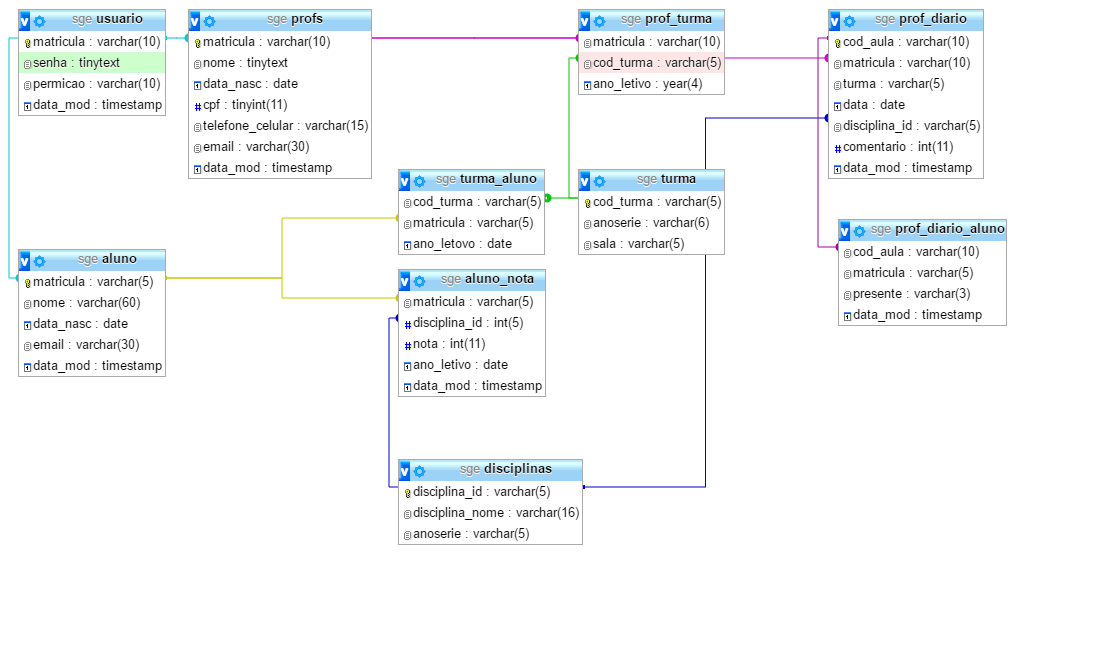 v sge usuario
matricula : varchar(10)
senha : tinytext
permicao : varchar(10)
data_mod : timestamp
v sge profs
matricula : varchar(10)
nome : tinytext
data_nasc : date
# cpf : tinyint(11)
telefone_celular : varchar(15)
email : varchar(30)
data_mod : timestamp
v sge prof_turma
matricula : varchar(10)
cod_turma : varchar(5)
ano_letivo : year(4)
v sge prof_diario
cod_aula : varchar(10)
matricula : varchar(10)
turma : varchar(5)
data : date
disciplina_id : varchar(5)
# comentario : int(11)
data_mod : timestamp
v sge turma_aluno
cod_turma : varchar(5)
matricula : varchar(5)
ano_letovo : date
v sge turma
cod_turma : varchar(5)
anoserie : varchar(6)
sala : varchar(5)
v sge prof_diario_aluno
cod_aula : varchar(10)
matricula : varchar(5)
presente : varchar(3)
data_mod : timestamp
v sge aluno
matricula : varchar(5)
nome : varchar(60)
data_nasc : date
email : varchar(30)
data_mod : timestamp
v sge aluno_nota
matricula : varchar(5)
# disciplina_id : int(5)
# nota : int(11)
ano_letivo : date
data_mod : timestamp
v sge disciplinas
disciplina_id : varchar(5)
disciplina_nome : varchar(16)
anoserie : varchar(5)